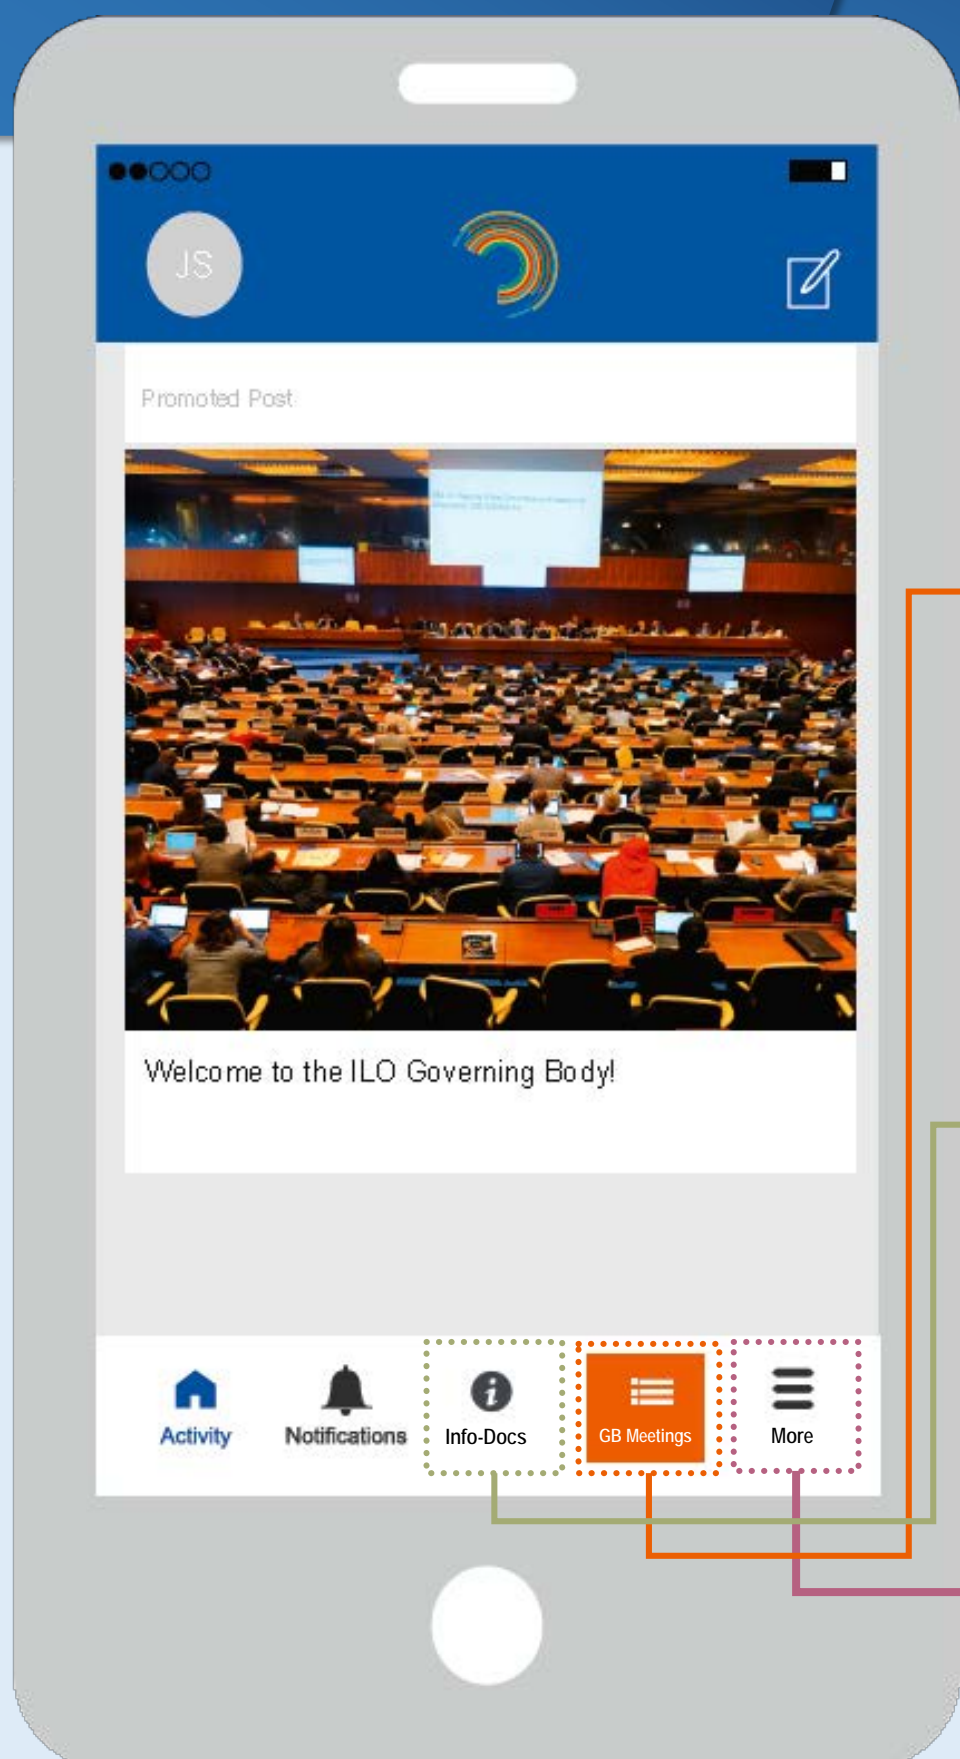 JS
Promoted Post
Welcome to the ILO Governing Body!
Activity
Notifications
Info-Docs
GB Meetings
More